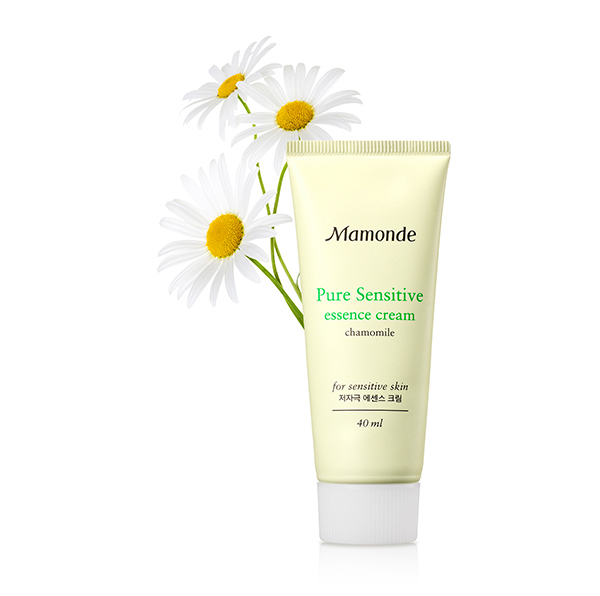 Mamonde
Pure Sensitive
essence cream
chamomile
for sensitive skin
저자극 에센스 크림
40 ml